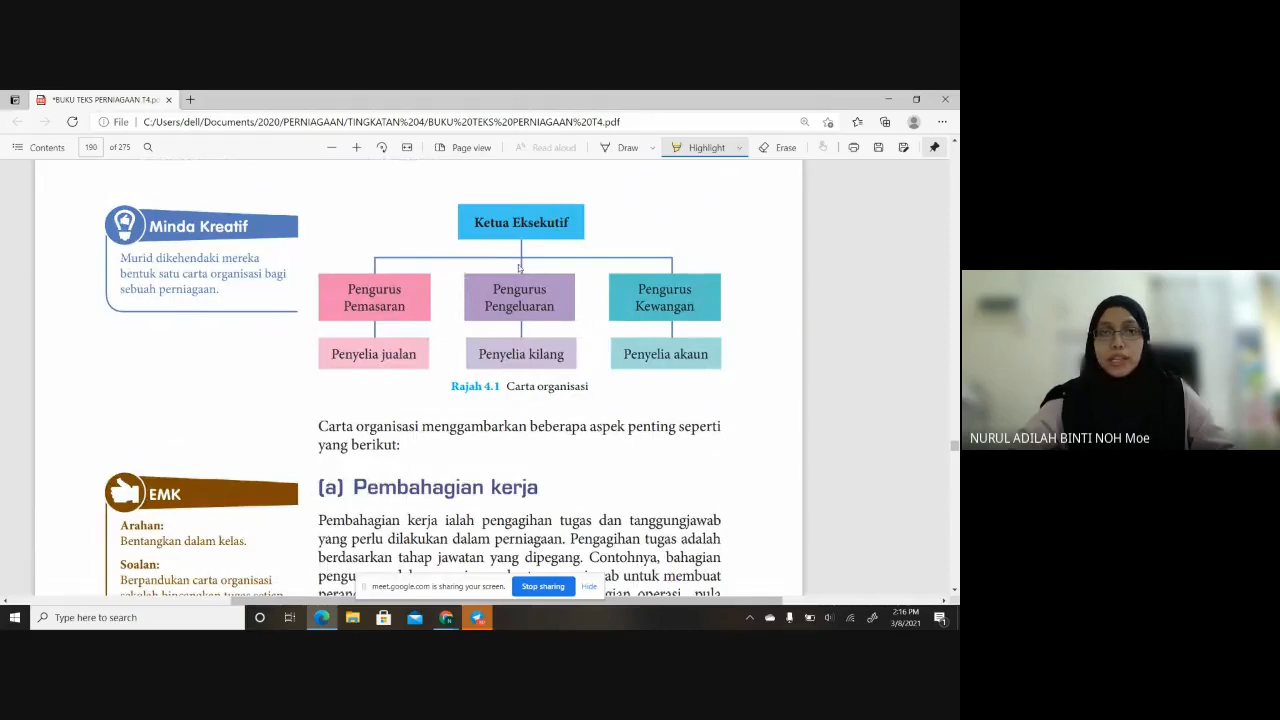 *BUKU TEKS PERNIAGAAN T4.pdf
File C:/Users/dell/Documents/2020/PERNIAGAAN/TINGKATAN%204/BUKU%20TEKS%20PERNIAGAAN%20T4.pdf
Contents 190 of 275 Page view Read aloud Draw Highlight Erase
Minda Kreatif
Murid dikehendaki mereka
bentuk satu carta organisasi bagi
sebuah perniagaan.
Ketua Eksekutif
Pengurus
Pemasaran
Pengurus
Pengeluaran
Pengurus
Kewangan
Penyelia jualan
Penyelia kilang
Penyelia akaun
Rajah 4.1 Carta organisasi
Carta organisasi menggambarkan beberapa aspek penting seperti
yang berikut:
(a) Pembahagian kerja
Pembahagian kerja ialah pengagihan tugas dan tanggungjawab
yang perlu dilakukan dalam perniagaan. Pengagihan tugas adalah
berdasarkan tahap jawatan yang dipegang. Contohnya, bahagian
untuk membuat
operasi, pula
EMK
Arahan:
Bentangkan dalam kelas.
Soalan:
Berpandukan carta organisasi
meet.google.com is sharing your screen. Stop sharing Hide
NURUL ADILAH BINTI NOH Moe
Type here to search
2:16 PM
3/8/2021